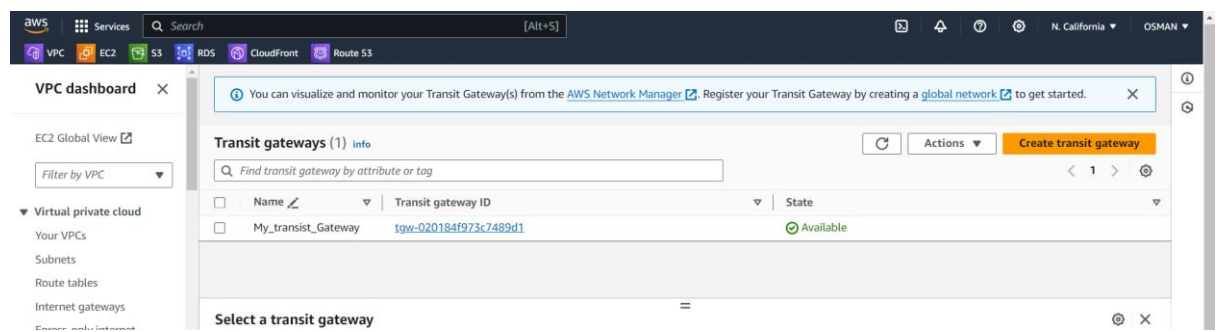 aws Services Search [Alt+S] N. California ▼ OSMAN ▼
VPC EC2 S3 RDS CloudFront Route 53
VPC dashboard
EC2 Global View
Filter by VPC
Virtual private cloud
Your VPCs
Subnets
Route tables
Internet gateways
Egress-only internet
You can visualize and monitor your Transit Gateway(s) from the AWS Network Manager. Register your Transit Gateway by creating a global network to get started.
Transit gateways (1) info
Actions ▼ Create transit gateway
Find transit gateway by attribute or tag
< 1 >
Name Transit gateway ID State
My_transist_Gateway tgw-020184f973c7489d1 Available
Select a transit gateway